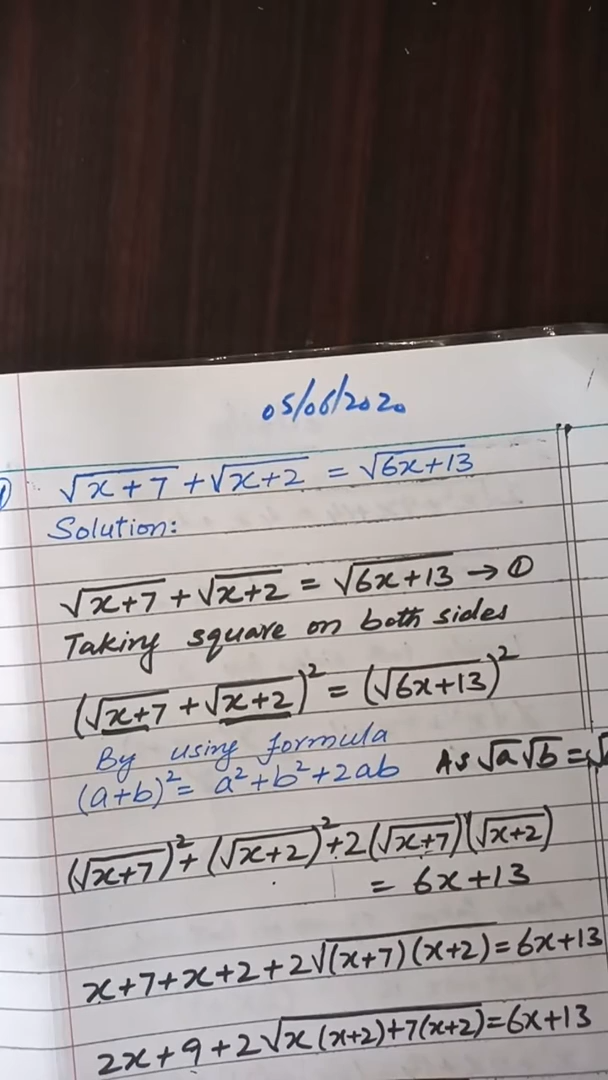 05/06/2020
√x+7 + √x+2 = √6x+13
Solution:
√x+7 + √x+2 = √6x+13 → ①
Taking square on both sides
(√x+7 + √x+2)² = (√6x+13)²
By using formula
(a+b)² = a²+b²+2ab As √a√b = √
(√x+7)² + (√x+2)² + 2(√x+7)(√x+2)
= 6x+13
x+7+x+2+2√(x+7)(x+2) = 6x+13
2x+9+2√x(x+2)+7(x+2) = 6x+13